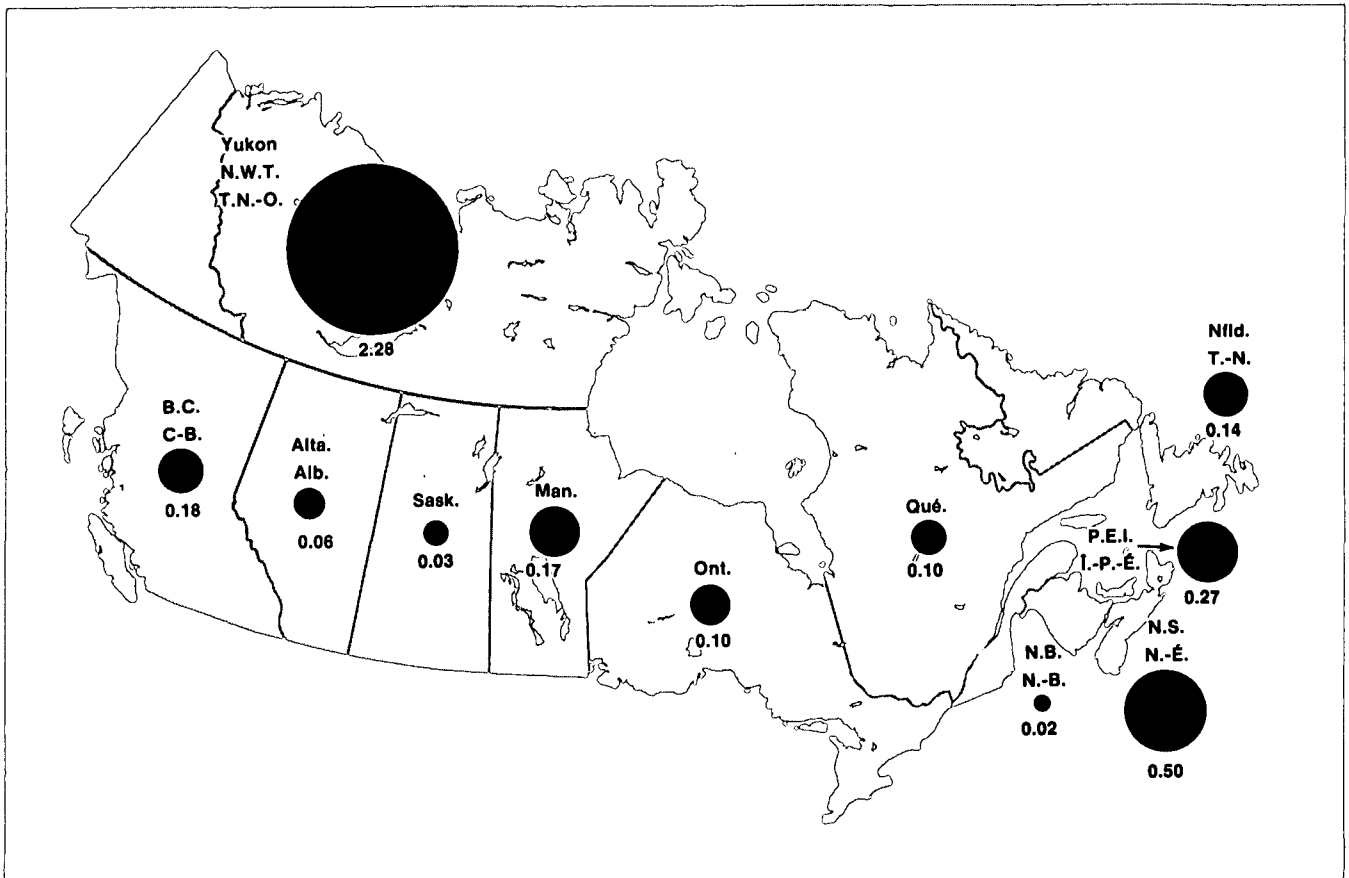 Yukon
N.W.T.
T.N.-O.
2.28
B.C.
C-B.
0.18
Alta.
Alb.
0.06
Sask.
0.03
Man.
0.17
Ont.
0.10
Qué.
0.10
Nfld.
T.-N.
0.14
P.E.I.
Î.-P.-É.
0.27
N.B.
N.-B.
0.02
N.S.
N.-É.
0.50